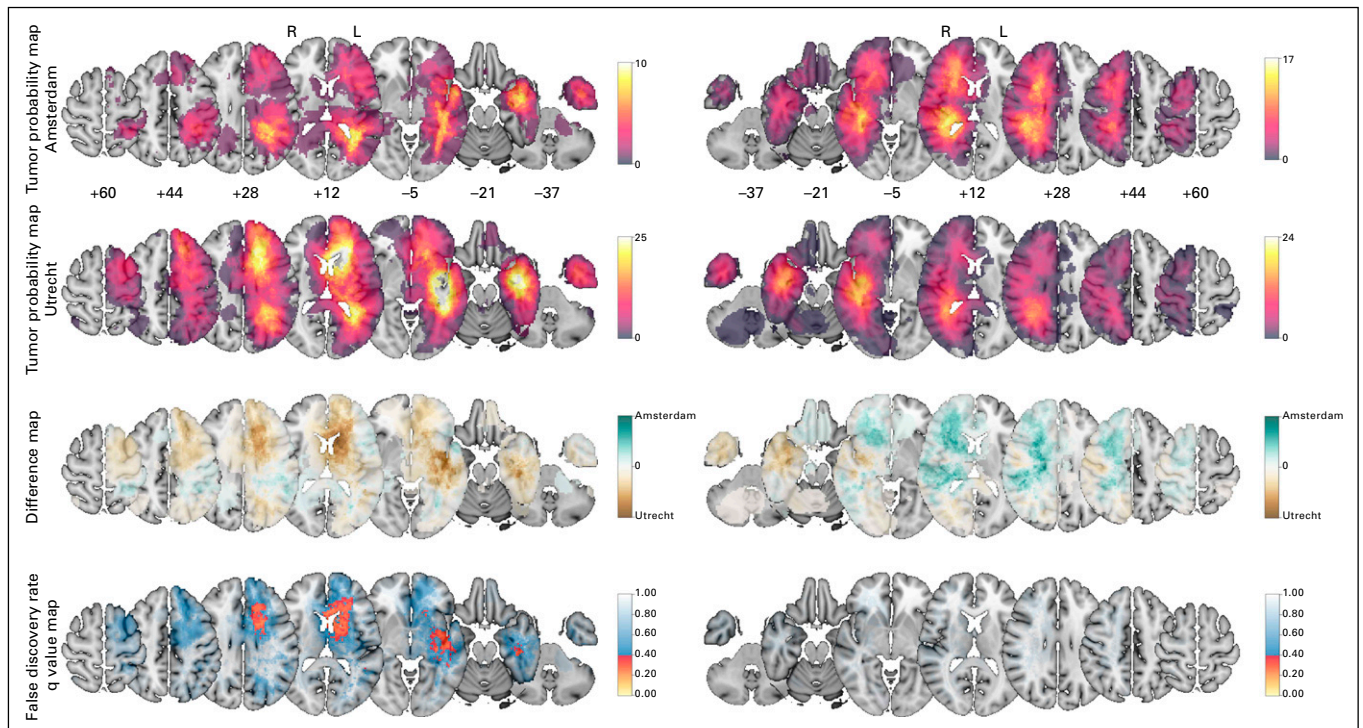 R L
R L
Tumor probability map
Amsterdam
10
0
17
0
+60 +44 +28 +12 –5 –21 –37
–37 –21 –5 +12 +28 +44 +60
Tumor probability map
Utrecht
25
0
24
0
Difference map
Amsterdam
0
Utrecht
Amsterdam
0
Utrecht
False discovery rate
q value map
1.00
0.80
0.60
0.40
0.20
0.00
1.00
0.80
0.60
0.40
0.20
0.00